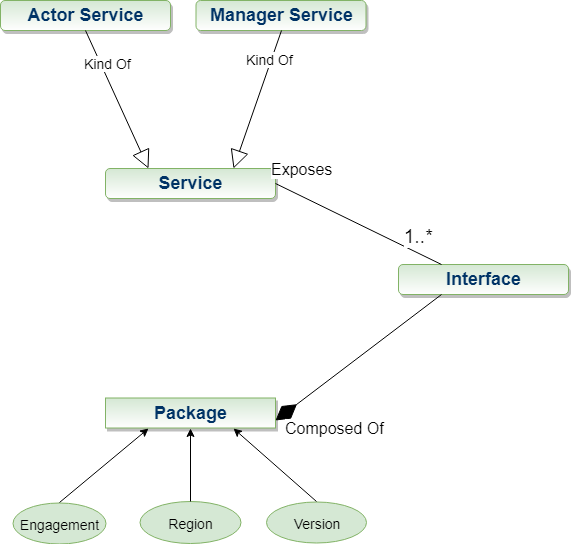 Actor Service
Manager Service
Kind Of
Kind Of
Exposes
Service
1..*
Interface
Package
Composed Of
Engagement
Region
Version